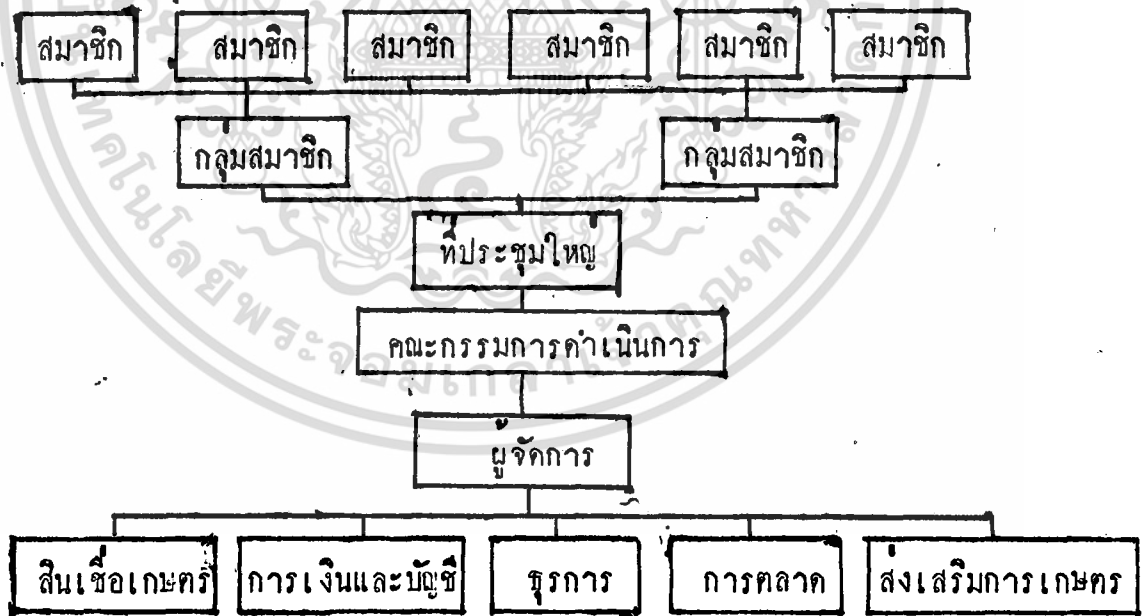 สมาชิก สมาชิก สมาชิก สมาชิก สมาชิก สมาชิก
กลุ่มสมาชิก กลุ่มสมาชิก
ที่ประชุมใหญ่
คณะกรรมการดำเนินการ
ผู้จัดการ
สินเชื่อเกษตร การเงินและบัญชี ธุรการ การตลาด ส่งเสริมการเกษตร